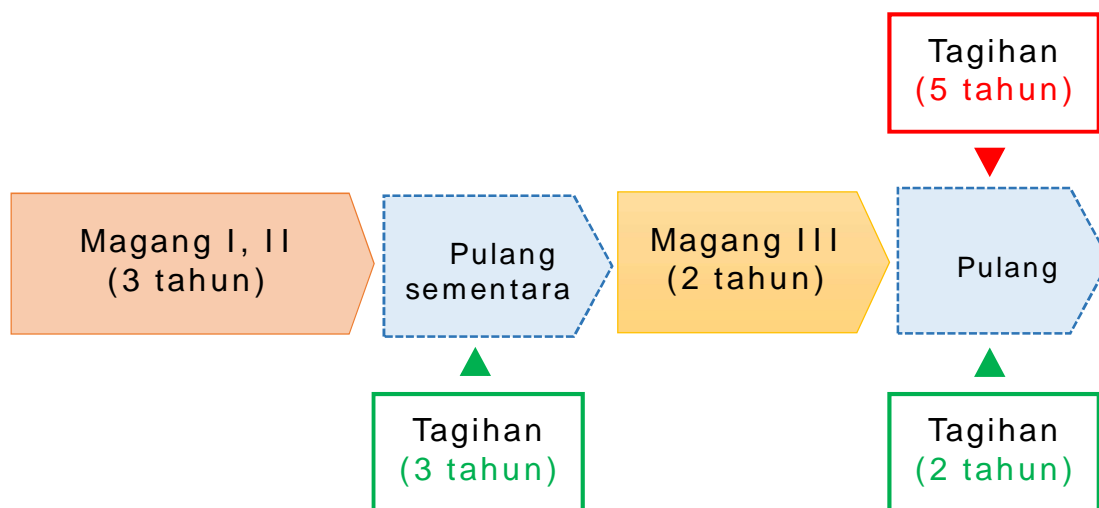 Tagihan
(5 tahun)
Magang I, II
(3 tahun)
Pulang
sementara
Magang III
(2 tahun)
Pulang
Tagihan
(3 tahun)
Tagihan
(2 tahun)